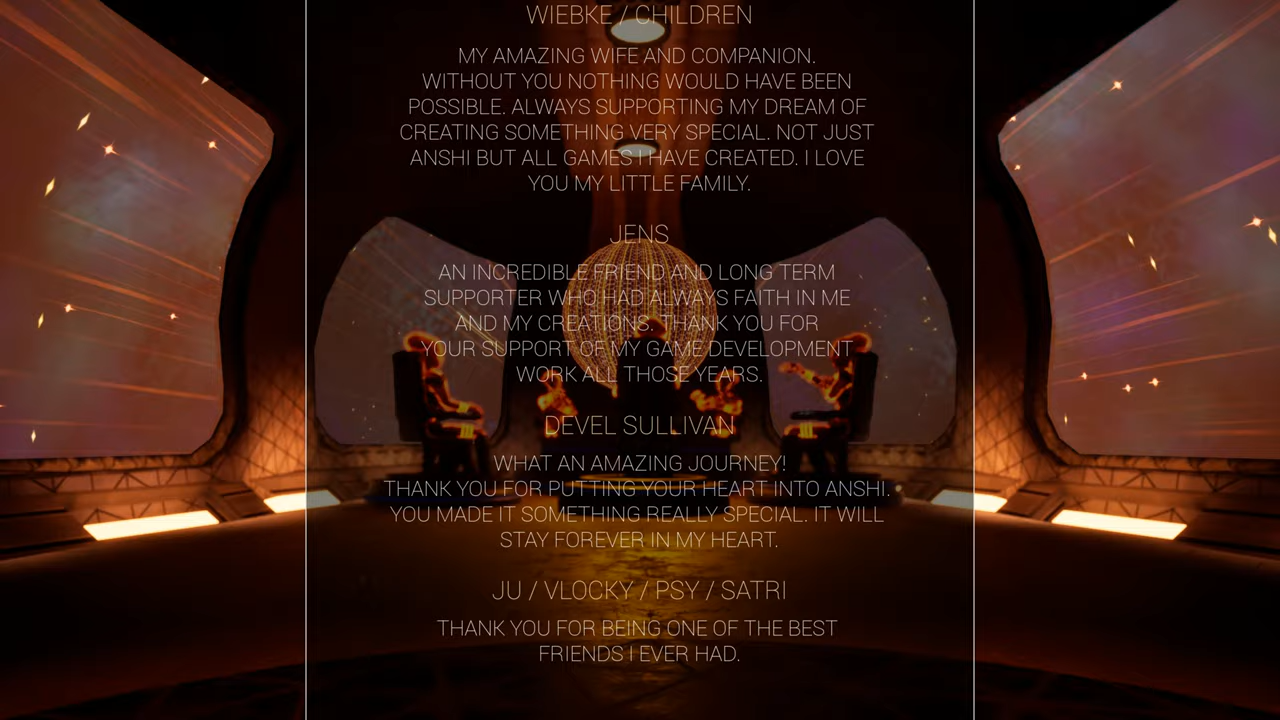 WIEBKE / CHILDREN
MY AMAZING WIFE AND COMPANION.
WITHOUT YOU NOTHING WOULD HAVE BEEN
POSSIBLE. ALWAYS SUPPORTING MY DREAM OF
CREATING SOMETHING VERY SPECIAL. NOT JUST
ANSHI BUT ALL GAMES I HAVE CREATED. I LOVE
YOU MY LITTLE FAMILY.
JENS
AN INCREDIBLE FRIEND AND LONG TERM
SUPPORTER WHO HAD ALWAYS FAITH IN ME
AND MY CREATIONS. THANK YOU FOR
YOUR SUPPORT OF MY GAME DEVELOPMENT
WORK ALL THOSE YEARS.
DEVEL SULLIVAN
WHAT AN AMAZING JOURNEY!
THANK YOU FOR PUTTING YOUR HEART INTO ANSHI.
YOU MADE IT SOMETHING REALLY SPECIAL. IT WILL
STAY FOREVER IN MY HEART.
JU / VLOCKY / PSY / SATRI
THANK YOU FOR BEING ONE OF THE BEST
FRIENDS I EVER HAD.